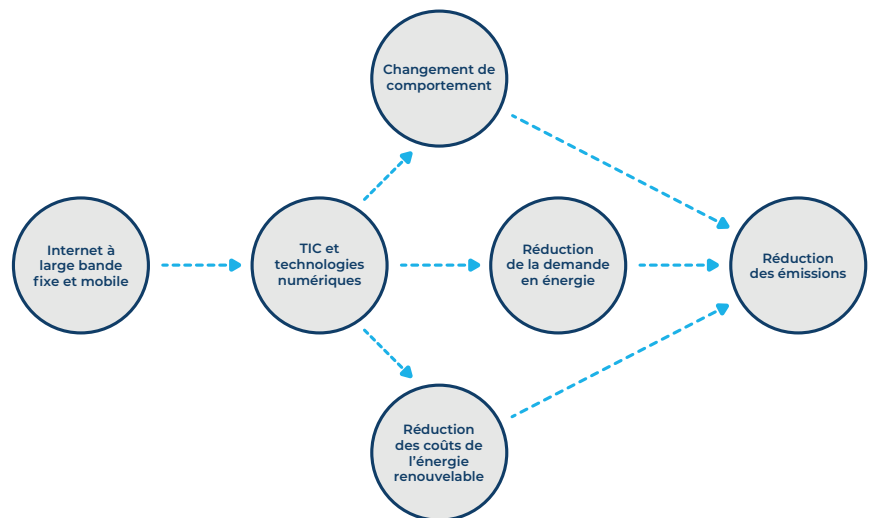 Changement de
comportement
Internet à
large bande
fixe et mobile
TIC et
technologies
numériques
Réduction
de la demande
en énergie
Réduction
des émissions
Réduction
des coûts de
l’énergie
renouvelable